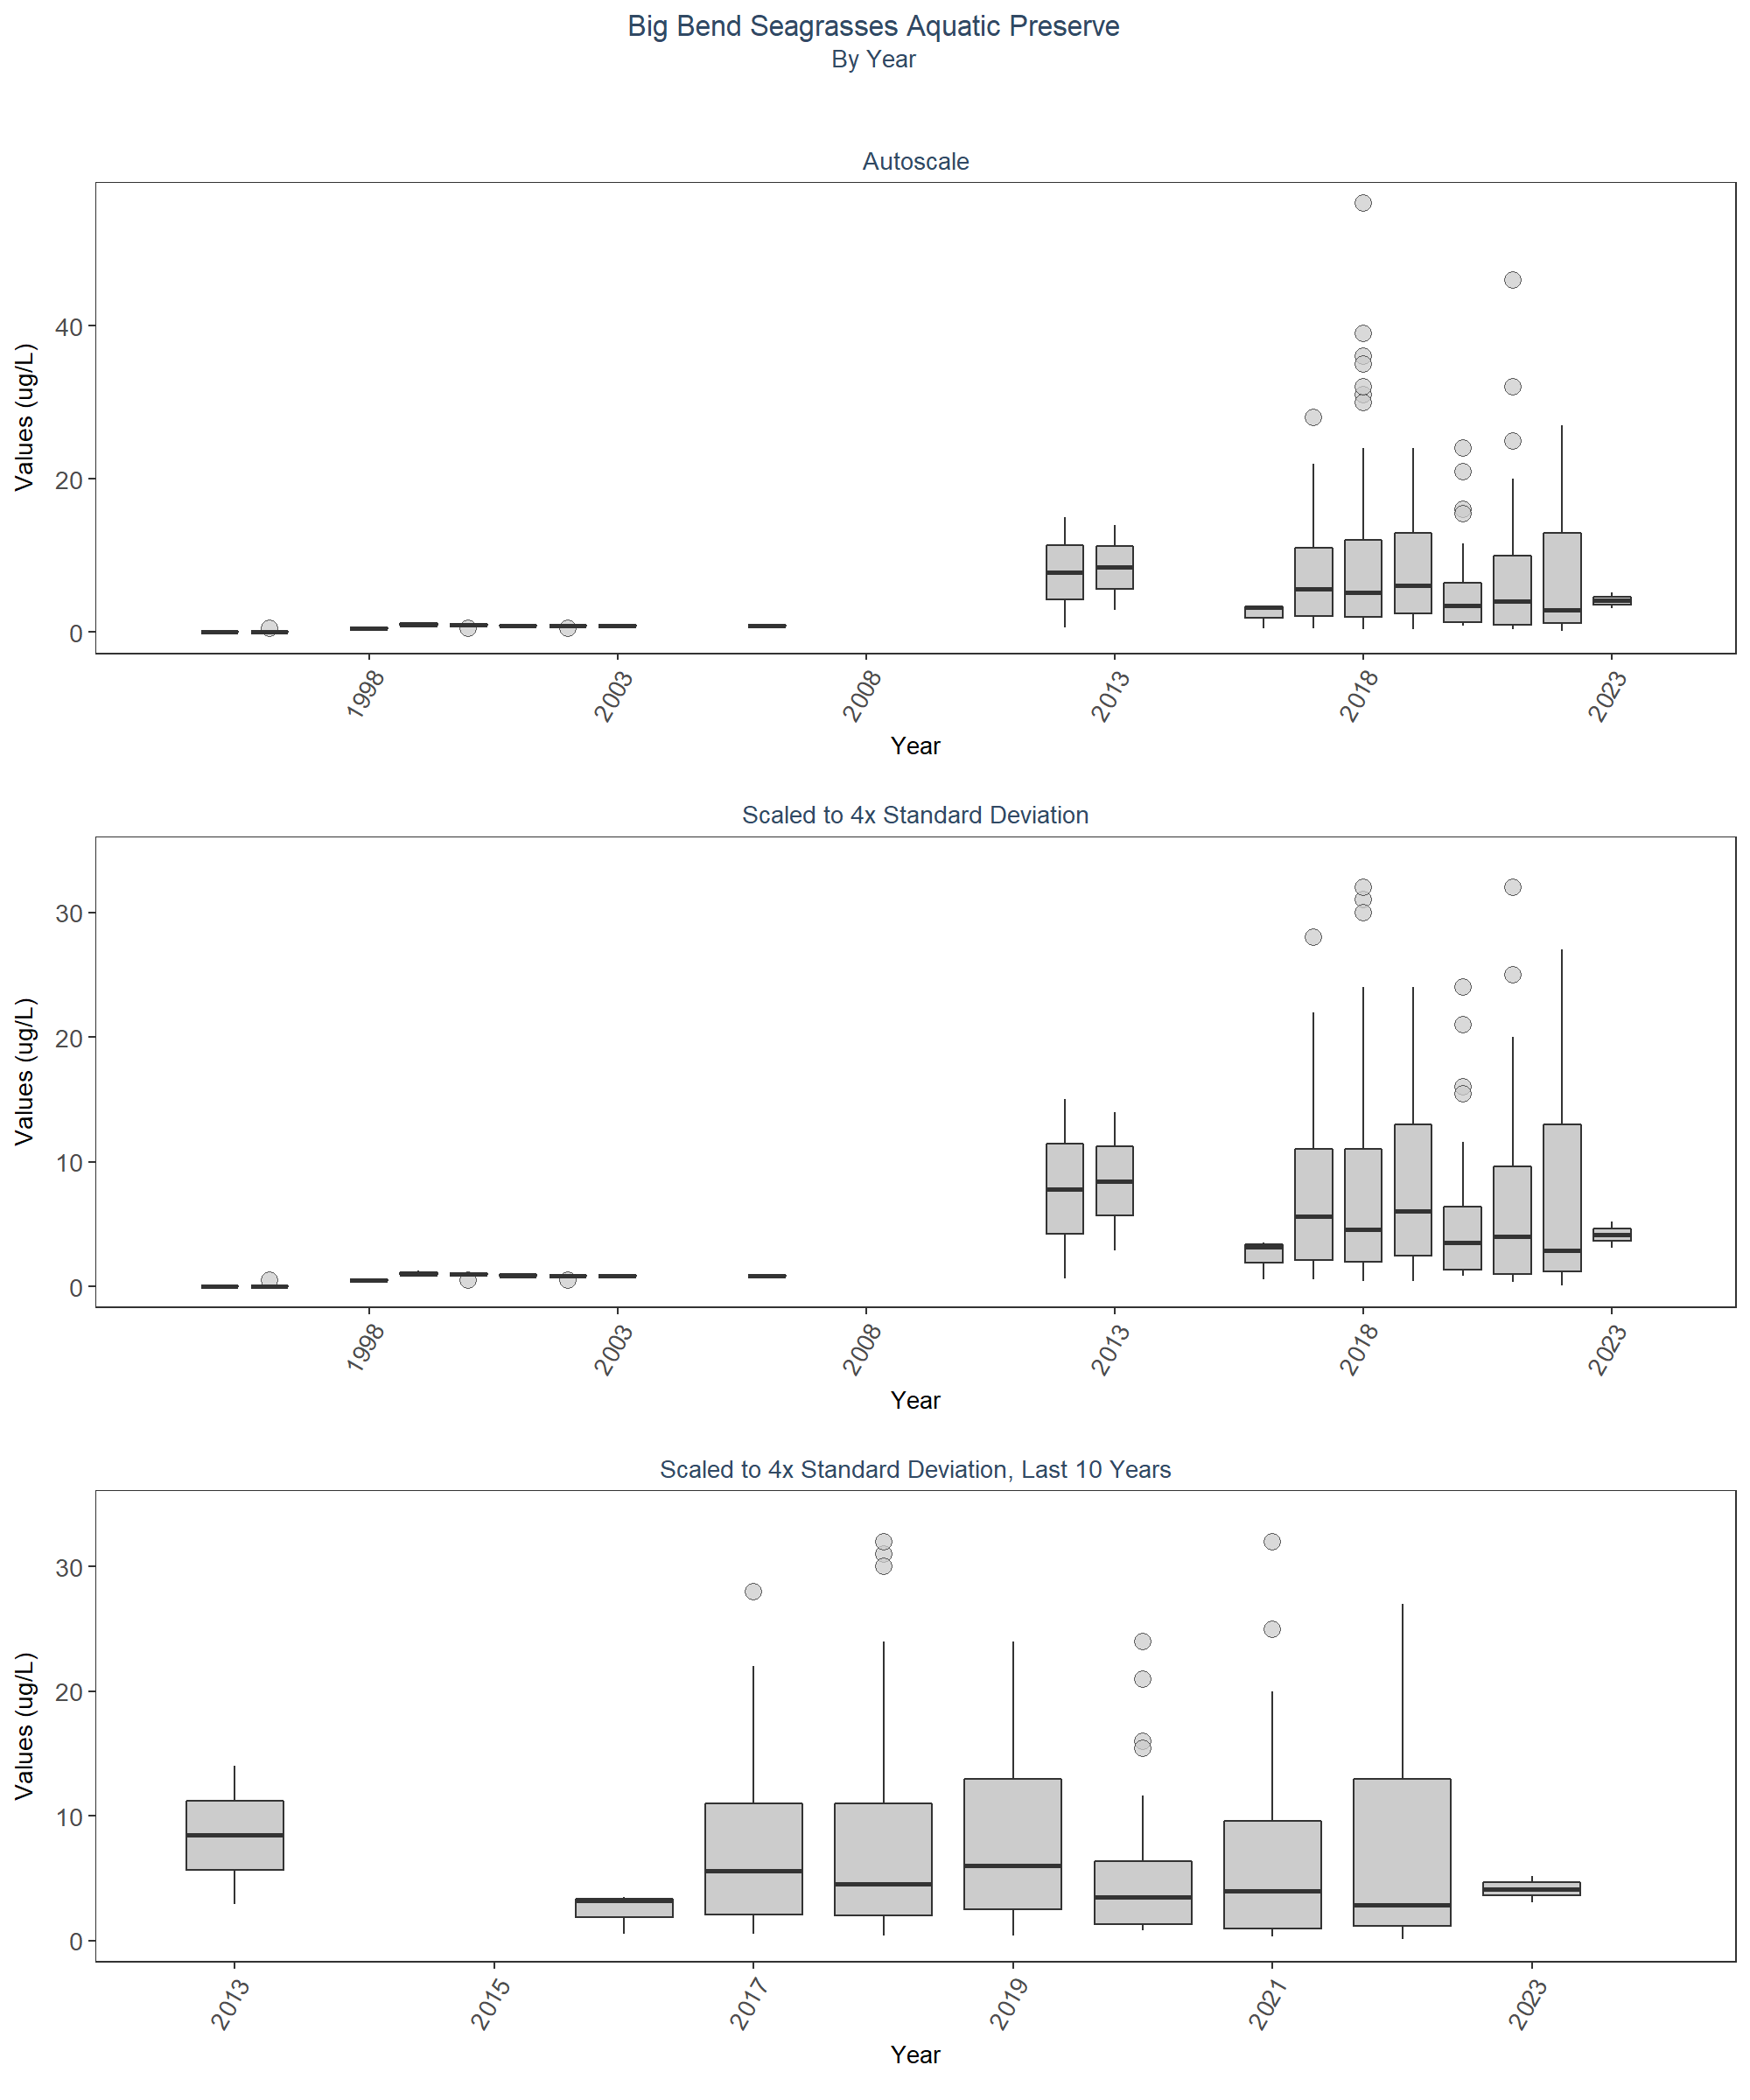 Big Bend Seagrasses Aquatic Preserve
By Year
Autoscale
Values (ug/L)
40
20
0
1998 2003 2008 2013 2018 2023
Year
Scaled to 4x Standard Deviation
Values (ug/L)
30
20
10
0
1998 2003 2008 2013 2018 2023
Year
Scaled to 4x Standard Deviation, Last 10 Years
Values (ug/L)
30
20
10
0
2013 2015 2017 2019 2021 2023
Year